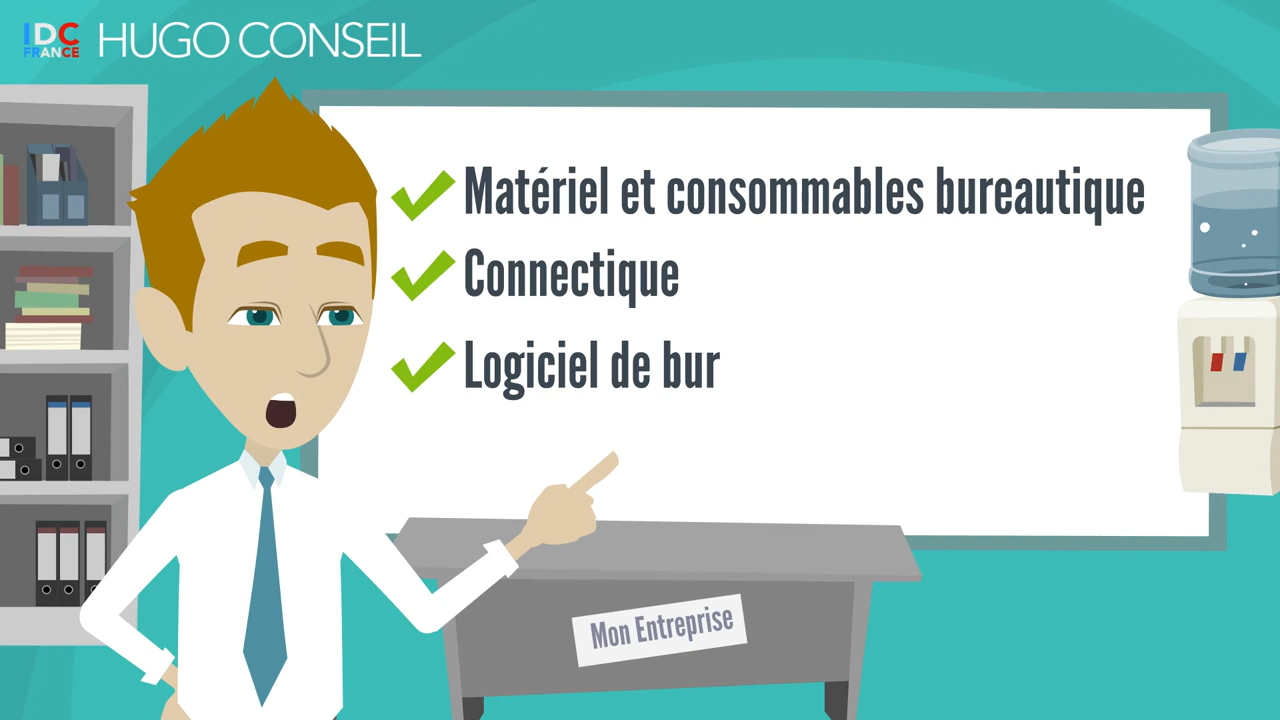 IDC
FRANCE
HUGO CONSEIL
Matériel et consommables bureautique
Connectique
Logiciel de bur
Mon Entreprise